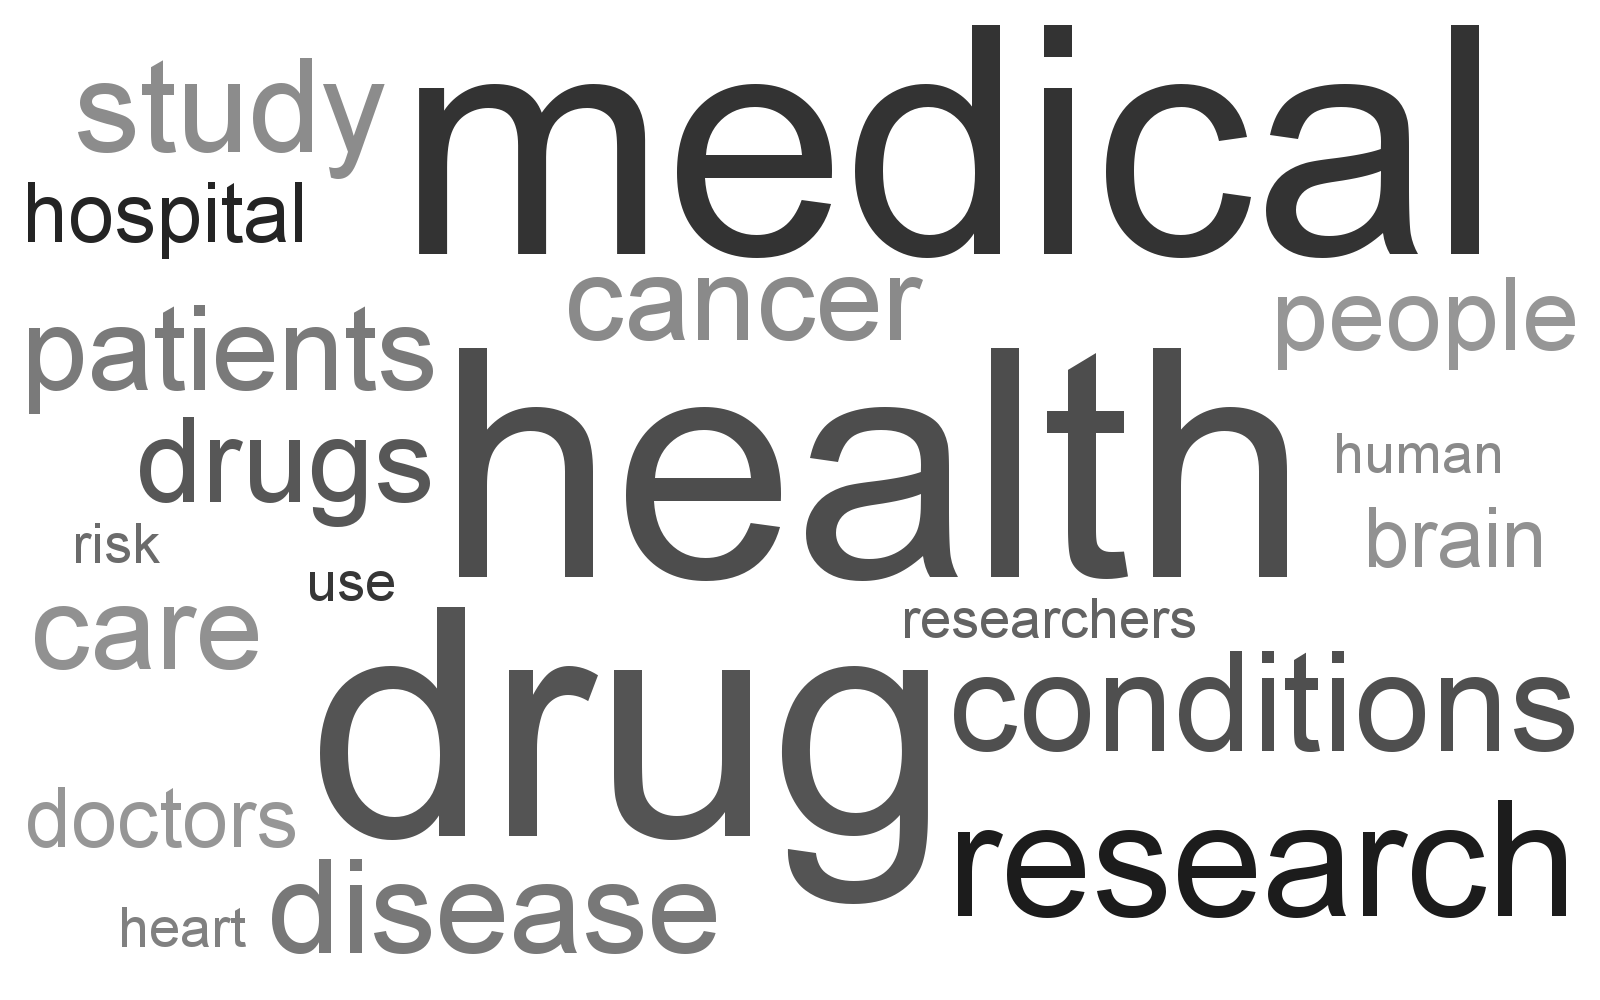 study
medical
hospital
cancer
people
patients
health
drugs
human
brain
risk
use
care
researchers
drug
conditions
doctors
research
disease
heart